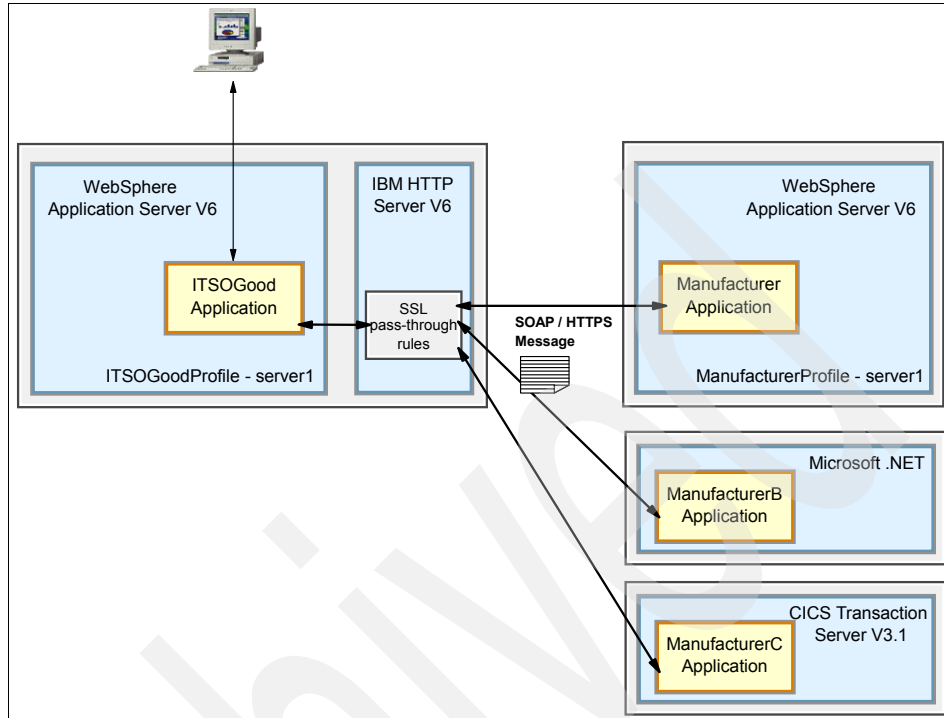 WebSphere
Application Server V6
IBM HTTP
Server V6
ITSOGood
Application
SSL
pass-through
rules
ITSOGoodProfile - server1
SOAP / HTTPS
Message
WebSphere
Application Server V6
Manufacturer
Application
ManufacturerProfile - server1
Microsoft .NET
ManufacturerB
Application
CICS Transaction
Server V3.1
ManufacturerC
Application